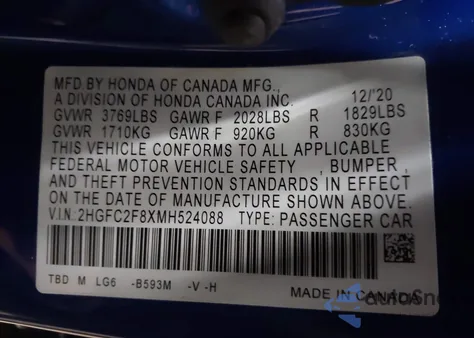 MFD BY HONDA OF CANADA MFG.,
A DIVISION OF HONDA CANADA INC. 12/'20
GVWR 3769LBS GAWR F 2028LBS R 1829LBS
GVWR 1710KG GAWR F 920KG R 830KG
THIS VEHICLE CONFORMS TO ALL APPLICABLE
FEDERAL MOTOR VEHICLE SAFETY , BUMPER ,
AND THEFT PREVENTION STANDARDS IN EFFECT
ON THE DATE OF MANUFACTURE SHOWN ABOVE.
V.I.N: 2HGFC2F8XMH524088 TYPE: PASSENGER CAR
TBD M LG6 -B593M -V -H
MADE IN CANADA